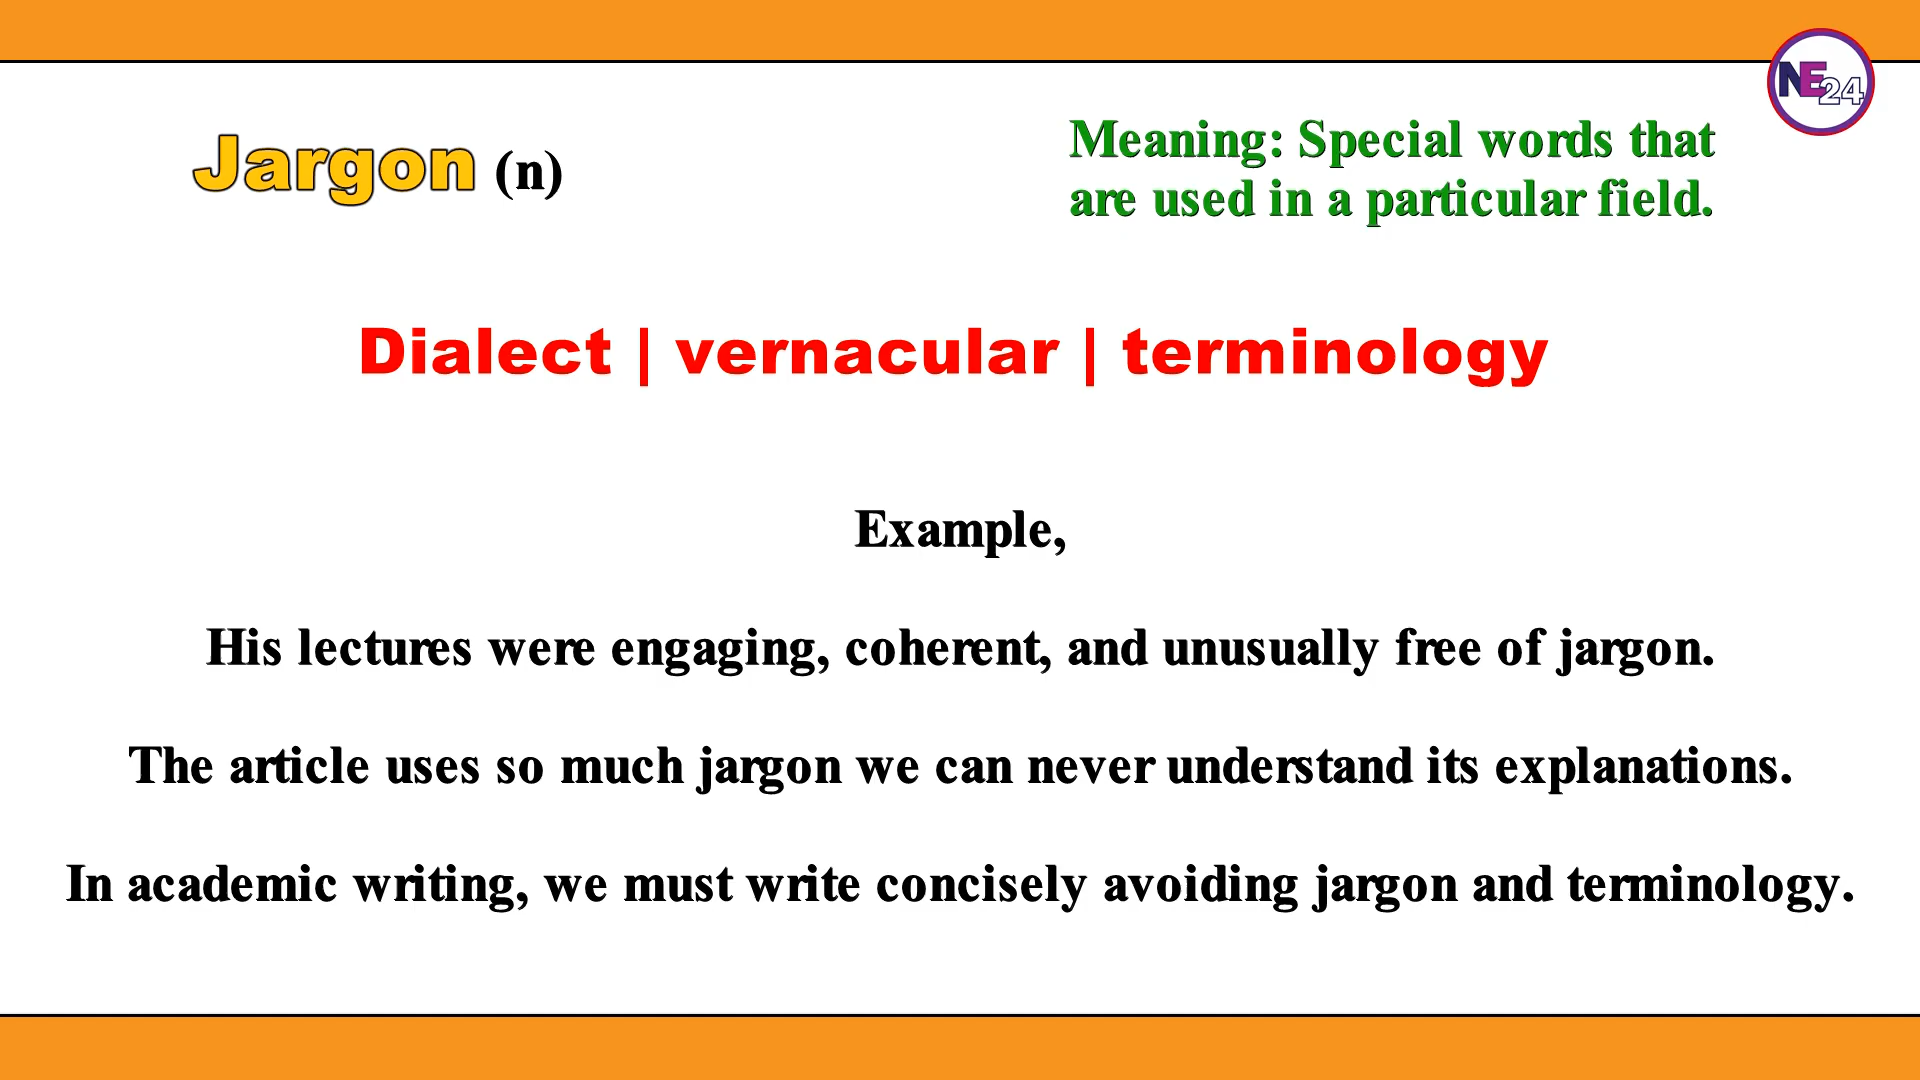 NE24
Jargon (n)
Meaning: Special words that
are used in a particular field.
Dialect | vernacular | terminology
Example,
His lectures were engaging, coherent, and unusually free of jargon.
The article uses so much jargon we can never understand its explanations.
In academic writing, we must write concisely avoiding jargon and terminology.